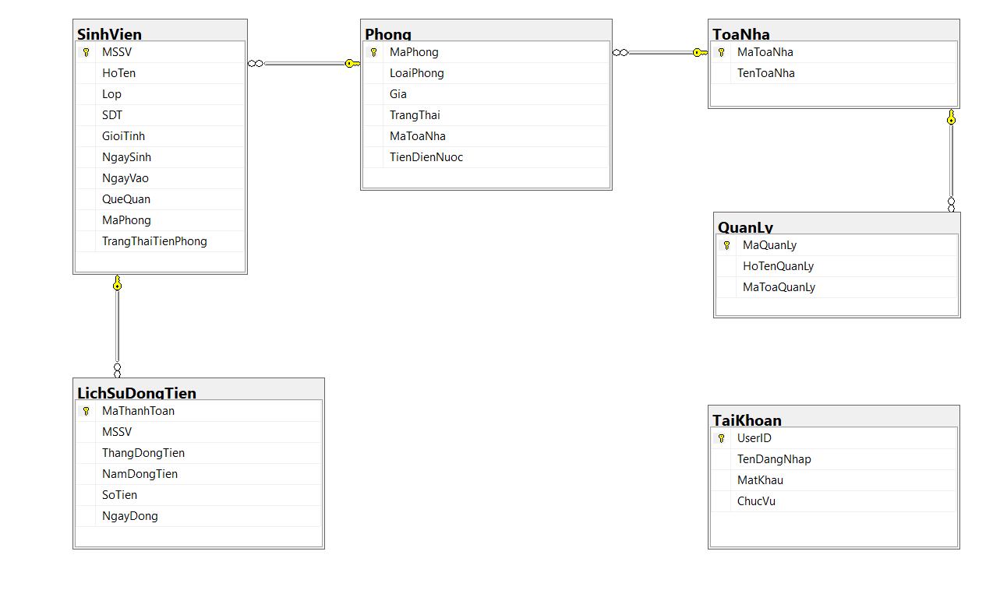 SinhVien
MSSV
HoTen
Lop
SDT
GioiTinh
NgaySinh
NgayVao
QueQuan
MaPhong
TrangThaiTienPhong
Phong
MaPhong
LoaiPhong
Gia
TrangThai
MaToaNha
TienDienNuoc
ToaNha
MaToaNha
TenToaNha
QuanLy
MaQuanLy
HoTenQuanLy
MaToaQuanLy
LichSuDongTien
MaThanhToan
MSSV
ThangDongTien
NamDongTien
SoTien
NgayDong
TaiKhoan
UserID
TenDangNhap
MatKhau
ChucVu